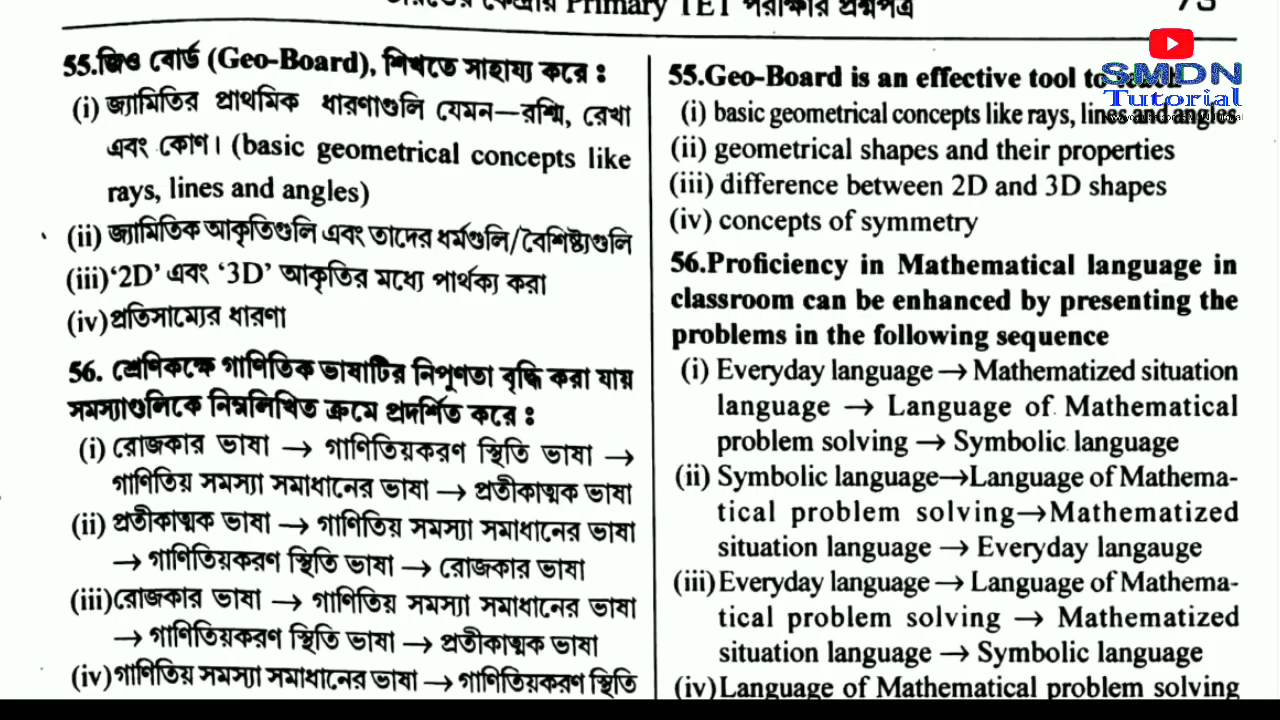 Primary TET পরীক্ষার প্রশ্নপত্র
55.জিও বোর্ড (Geo-Board), শিখতে সাহায্য করে :
(i) জ্যামিতির প্রাথমিক ধারণাগুলি যেমন—রশ্মি, রেখা
এবং কোণ। (basic geometrical concepts like
rays, lines and angles)
(ii) জ্যামিতিক আকৃতিগুলি এবং তাদের ধর্মগুলি/বৈশিষ্ট্যগুলি
(iii) ‘2D’ এবং ‘3D’ আকৃতির মধ্যে পার্থক্য করা
(iv) প্রতিসাম্যের ধারণা
56. শ্রেণিকক্ষে গাণিতিক ভাষাটির নিপুণতা বৃদ্ধি করা যায়
সমস্যাগুলিকে নিম্নলিখিত ক্রমে প্রদর্শিত করে :
(i) রোজকার ভাষা → গাণিতিয়করণ স্থিতি ভাষা →
গাণিতিয় সমস্যা সমাধানের ভাষা → প্রতীকাত্মক ভাষা
(ii) প্রতীকাত্মক ভাষা → গাণিতিয় সমস্যা সমাধানের ভাষা
→ গাণিতিয়করণ স্থিতি ভাষা → রোজকার ভাষা
(iii) রোজকার ভাষা → গাণিতিয় সমস্যা সমাধানের ভাষা
→ গাণিতিয়করণ স্থিতি ভাষা → প্রতীকাত্মক ভাষা
(iv) গাণিতিয় সমস্যা সমাধানের ভাষা → গাণিতিয়করণ স্থিতি
55.Geo-Board is an effective tool to
(i) basic geometrical concepts like rays, lines and angles
(ii) geometrical shapes and their properties
(iii) difference between 2D and 3D shapes
(iv) concepts of symmetry
56.Proficiency in Mathematical language in
classroom can be enhanced by presenting the
problems in the following sequence
(i) Everyday language → Mathematized situation
language → Language of Mathematical
problem solving → Symbolic language
(ii) Symbolic language→Language of Mathema-
tical problem solving→Mathematized
situation language → Everyday langauge
(iii) Everyday language → Language of Mathema-
tical problem solving → Mathematized
situation language → Symbolic language
(iv) Language of Mathematical problem solving
SMDN
Tutorial